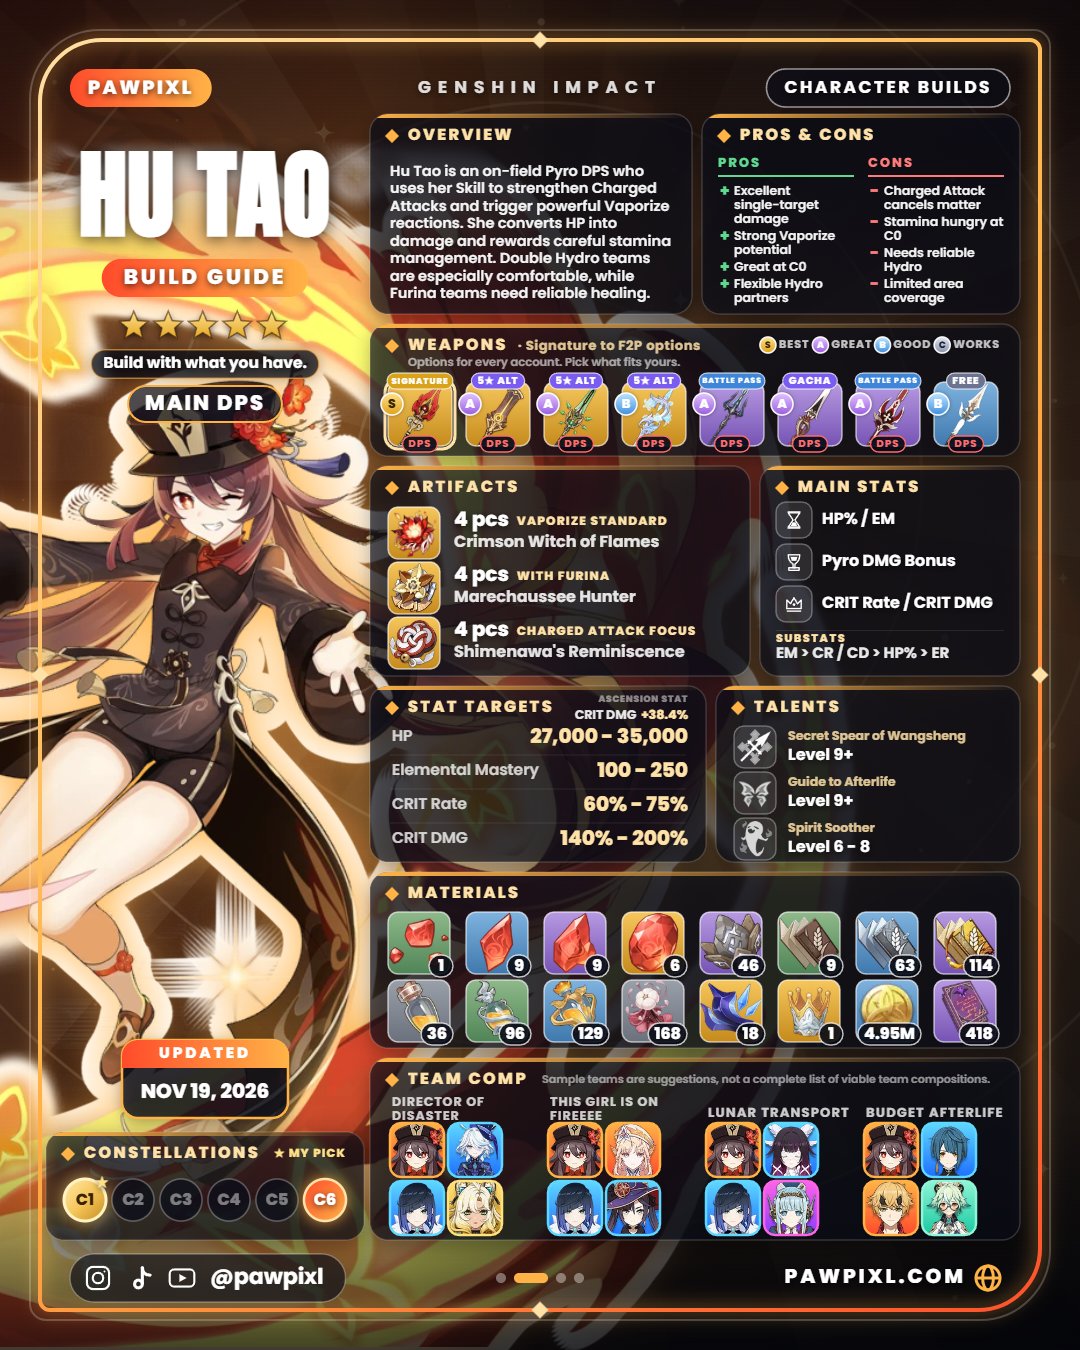 PAWPIXL
GENSHIN IMPACT
CHARACTER BUILDS
HU TAO
BUILD GUIDE
Build with what you have.
MAIN DPS
OVERVIEW
Hu Tao is an on-field Pyro DPS who
uses her Skill to strengthen Charged
Attacks and trigger powerful Vaporize
reactions. She converts HP into
damage and rewards careful stamina
management. Double Hydro teams
are especially comfortable, while
Furina teams need reliable healing.
PROS & CONS
PROS
+ Excellent
single-target
damage
+ Strong Vaporize
potential
+ Great at C0
+ Flexible Hydro
partners
CONS
– Charged Attack
cancels matter
– Stamina hungry at
C0
– Needs reliable
Hydro
– Limited area
coverage
WEAPONS · Signature to F2P options
S BEST A GREAT B GOOD C WORKS
Options for every account. Pick what fits yours.
SIGNATURE 5★ ALT 5★ ALT 5★ ALT BATTLE PASS GACHA BATTLE PASS FREE
S A A B A A A B
DPS DPS DPS DPS DPS DPS DPS DPS
ARTIFACTS
4 pcs VAPORIZE STANDARD
Crimson Witch of Flames
4 pcs WITH FURINA
Marechaussee Hunter
4 pcs CHARGED ATTACK FOCUS
Shimenawa's Reminiscence
MAIN STATS
HP% / EM
Pyro DMG Bonus
CRIT Rate / CRIT DMG
SUBSTATS
EM > CR / CD > HP% > ER
STAT TARGETS
ASCENSION STAT
CRIT DMG +38.4%
HP 27,000 – 35,000
Elemental Mastery 100 – 250
CRIT Rate 60% – 75%
CRIT DMG 140% – 200%
TALENTS
Secret Spear of Wangsheng
Level 9+
Guide to Afterlife
Level 9+
Spirit Soother
Level 6 – 8
MATERIALS
1 9 9 6 46 9 63 114
36 96 129 168 18 1 4.95M 418
TEAM COMP Sample teams are suggestions, not a complete list of viable team compositions.
DIRECTOR OF
DISASTER
THIS GIRL IS ON
FIREEEE
LUNAR TRANSPORT
BUDGET AFTERLIFE
UPDATED
NOV 19, 2026
CONSTELLATIONS ★ MY PICK
C1 C2 C3 C4 C5 C6
@pawpixl
PAWPIXL.COM